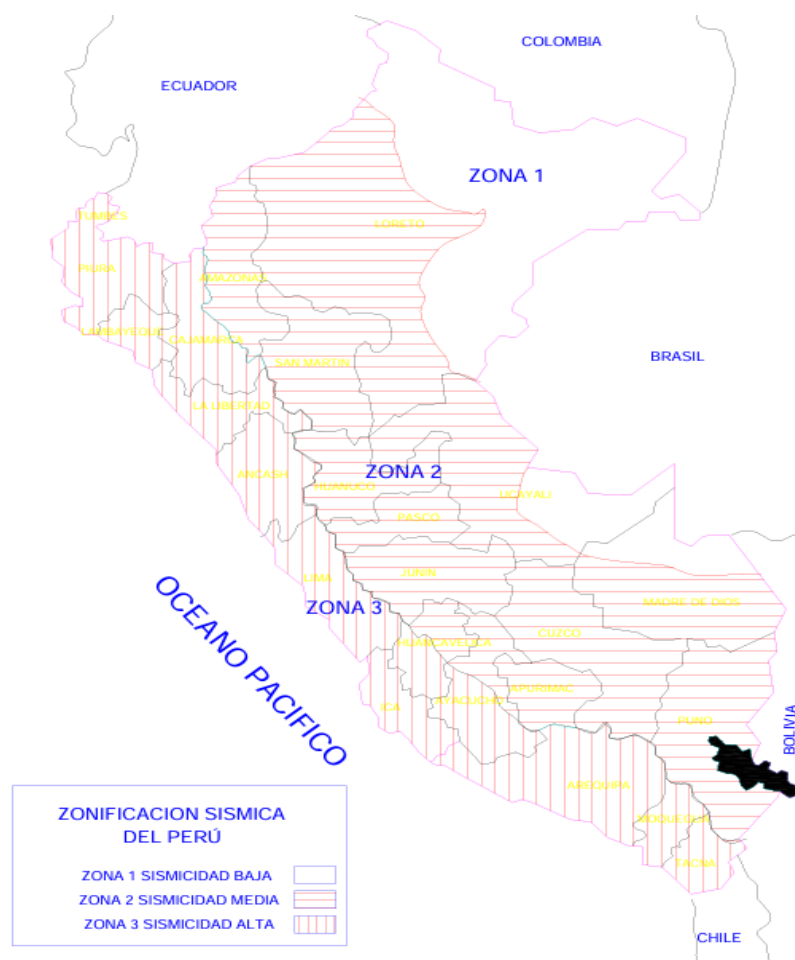 COLOMBIA
ECUADOR
ZONA 1
TUMBES
LORETO
PIURA
AMAZONAS
LAMBAYEQUE
CAJAMARCA
BRASIL
SAN MARTIN
LA LIBERTAD
ANCASH
ZONA 2
HUANUCO
UCAYALI
PASCO
JUNIN
LIMA
ZONA 3
MADRE DE DIOS
CUZCO
HUANCAVELICA
OCEANO PACIFICO
APURIMAC
AYACUCHO
ICA
PUNO
BOLIVIA
AREQUIPA
MOQUEGUA
TACNA
CHILE
ZONIFICACION SISMICA
DEL PERÚ
ZONA 1 SISMICIDAD BAJA
ZONA 2 SISMICIDAD MEDIA
ZONA 3 SISMICIDAD ALTA